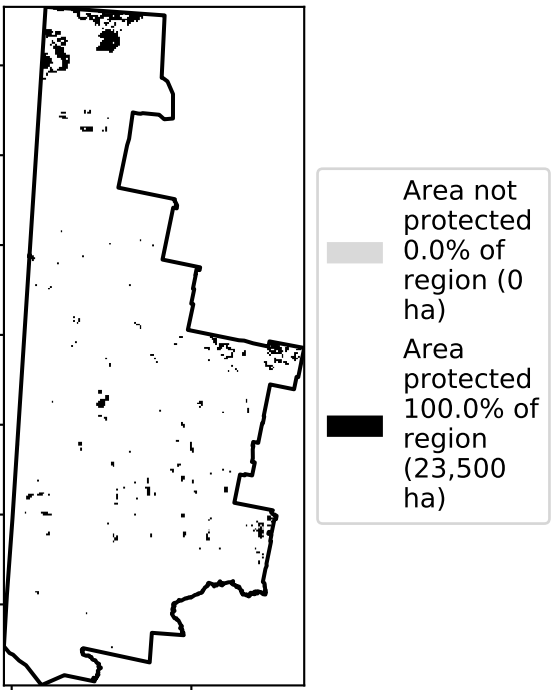 Area not
protected
0.0% of
region (0
ha)
Area
protected
100.0% of
region
(23,500
ha)